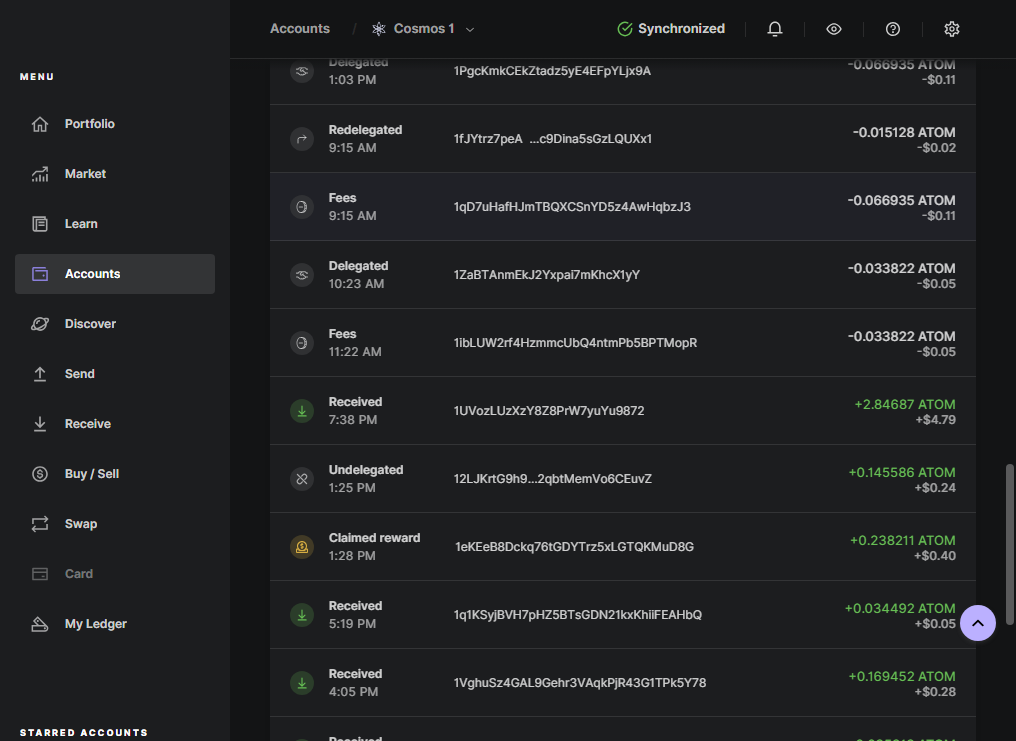 Accounts / Cosmos 1
Synchronized
MENU
Portfolio
Market
Learn
Accounts
Discover
Send
Receive
Buy / Sell
Swap
Card
My Ledger
STARRED ACCOUNTS
Delegated
1:03 PM
1PgcKmkCEkZtadz5yE4EFpYLjx9A
-0.066935 ATOM
-$0.11
Redelegated
9:15 AM
1fJYtrz7peA ...c9Dina5sGzLQUXx1
-0.015128 ATOM
-$0.02
Fees
9:15 AM
1qD7uHafHJmTBQXCSnYD5z4AwHqbzJ3
-0.066935 ATOM
-$0.11
Delegated
10:23 AM
1ZaBTAnmEkJ2Yxpai7mKhcX1yY
-0.033822 ATOM
-$0.05
Fees
11:22 AM
1ibLUW2rf4HzmmcUbQ4ntmPb5BPTMopR
-0.033822 ATOM
-$0.05
Received
7:38 PM
1UVozLUzXzY8Z8PrW7yuYu9872
+2.84687 ATOM
+$4.79
Undelegated
1:25 PM
12LJKrtG9h9...2qbtMemVo6CEuvZ
+0.145586 ATOM
+$0.24
Claimed reward
1:28 PM
1eKEeB8Dckq76tGDYTrz5xLGTQKMuD8G
+0.238211 ATOM
+$0.40
Received
5:19 PM
1q1KSyjBVH7pHZ5BTsGDN21kxKhiiFEAHbQ
+0.034492 ATOM
+$0.05
Received
4:05 PM
1VghuSz4GAL9Gehr3VAqkPjR43G1TPk5Y78
+0.169452 ATOM
+$0.28
Received